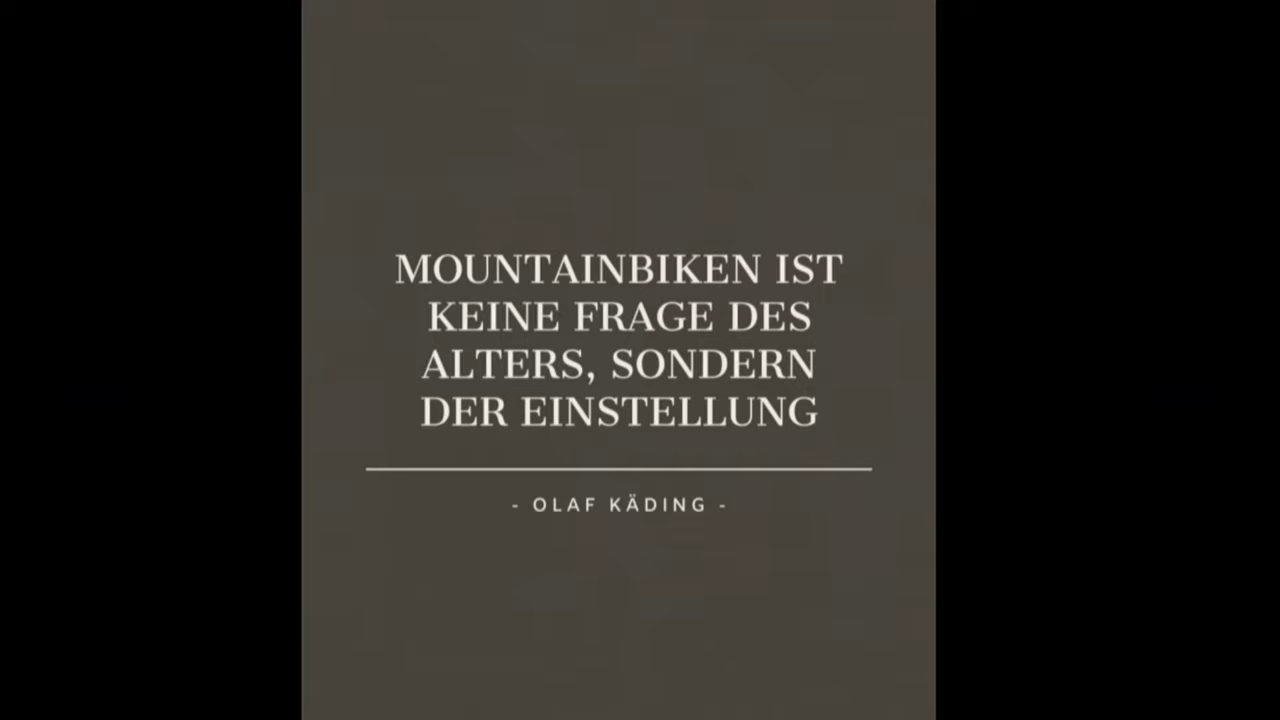 MOUNTAINBIKEN IST
KEINE FRAGE DES
ALTERS, SONDERN
DER EINSTELLUNG
- OLAF KÄDING -